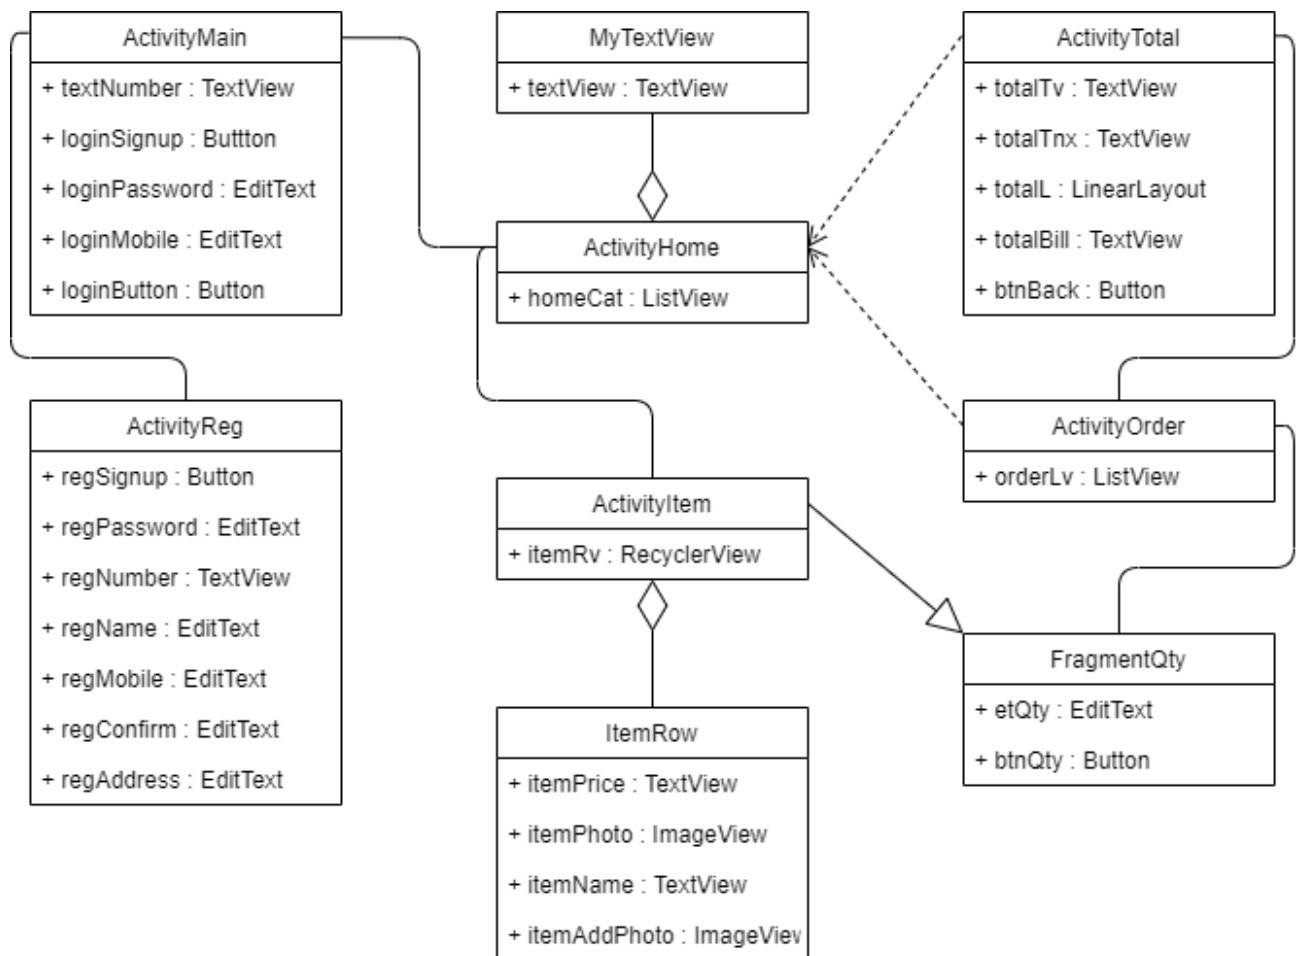 ActivityMain
+ textNumber : TextView
+ loginSignup : Buttton
+ loginPassword : EditText
+ loginMobile : EditText
+ loginButton : Button
MyTextView
+ textView : TextView
ActivityTotal
+ totalTv : TextView
+ totalTnx : TextView
+ totalL : LinearLayout
+ totalBill : TextView
+ btnBack : Button
ActivityHome
+ homeCat : ListView
ActivityReg
+ regSignup : Button
+ regPassword : EditText
+ regNumber : TextView
+ regName : EditText
+ regMobile : EditText
+ regConfirm : EditText
+ regAddress : EditText
ActivityItem
+ itemRv : RecyclerView
ActivityOrder
+ orderLv : ListView
FragmentQty
+ etQty : EditText
+ btnQty : Button
ItemRow
+ itemPrice : TextView
+ itemPhoto : ImageView
+ itemName : TextView
+ itemAddPhoto : ImageView